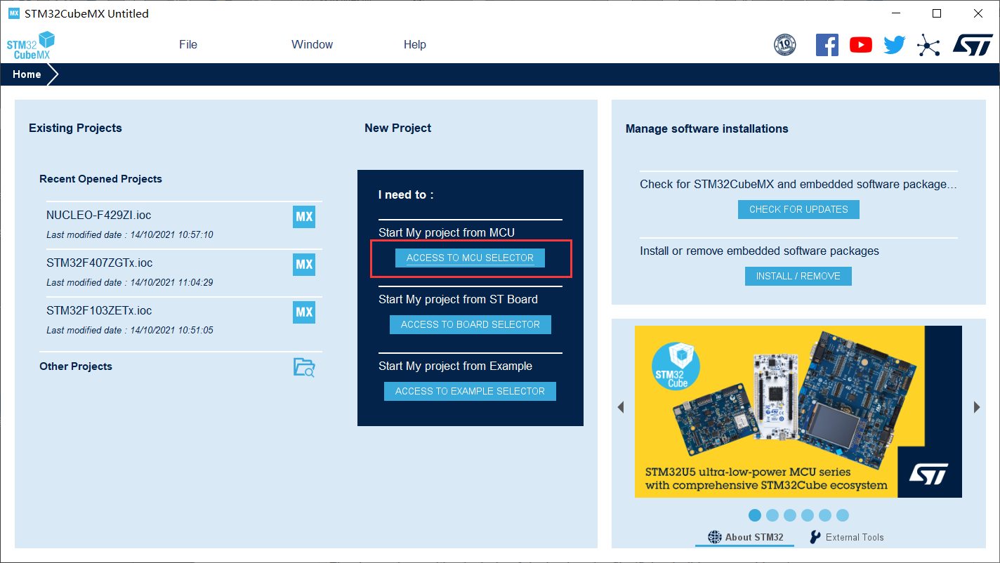 MX STM32CubeMX Untitled
STM32
CubeMX
File
Window
Help
10
YEARS
ST
Home
Existing Projects
New Project
Manage software installations
Recent Opened Projects
NUCLEO-F429ZI.ioc
MX
Last modified date : 14/10/2021 10:57:10
STM32F407ZGTx.ioc
MX
Last modified date : 14/10/2021 11:04:29
STM32F103ZETx.ioc
MX
Last modified date : 14/10/2021 10:51:05
Other Projects
I need to :
Start My project from MCU
ACCESS TO MCU SELECTOR
Start My project from ST Board
ACCESS TO BOARD SELECTOR
Start My project from Example
ACCESS TO EXAMPLE SELECTOR
Check for STM32CubeMX and embedded software package...
CHECK FOR UPDATES
Install or remove embedded software packages
INSTALL / REMOVE
STM32
Cube
STM32U5 ultra-low-power MCU series
with comprehensive STM32Cube ecosystem
ST
About STM32
External Tools